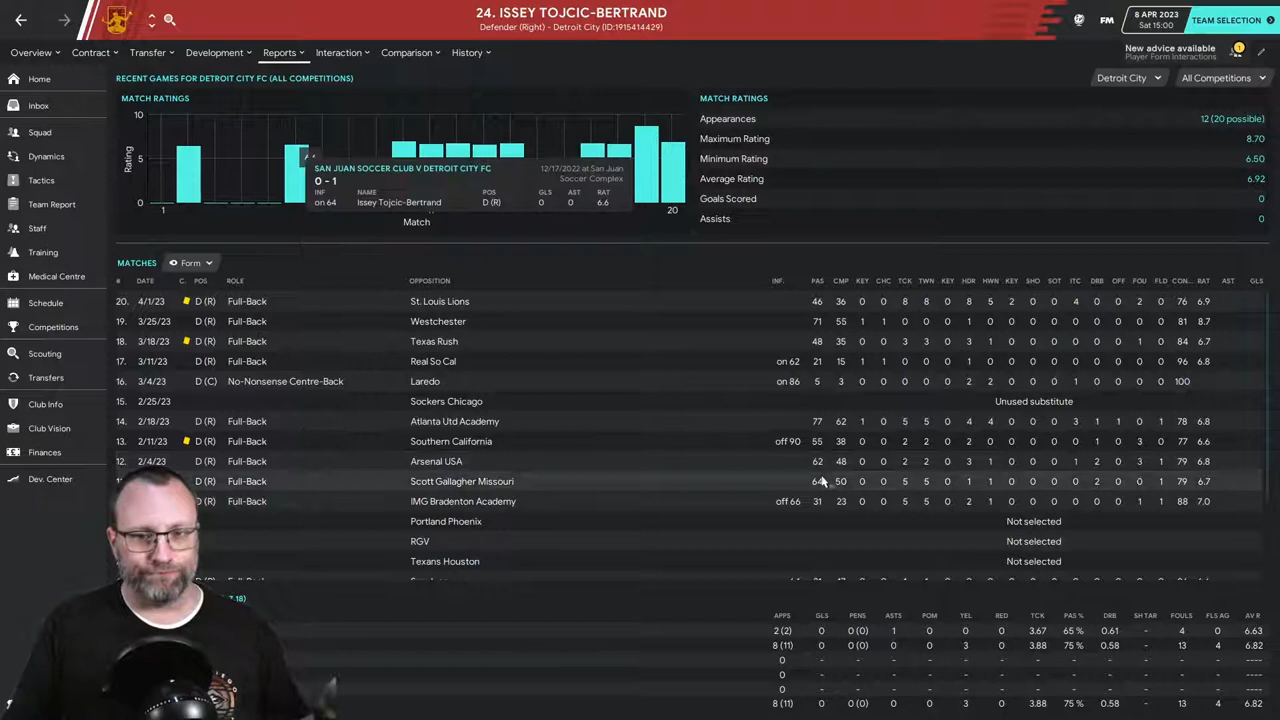 24. ISSEY TOJCIC-BERTRAND
Defender (Right) - Detroit City (ID:1915414429)
FM
8 APR 2023
Sat 15:00
TEAM SELECTION
Overview Contract Transfer Development Reports Interaction Comparison History
New advice available
Player Form Interactions
1
Home
Inbox
Squad
Dynamics
Tactics
Team Report
Staff
Training
Medical Centre
Schedule
Competitions
Scouting
Transfers
Club Info
Club Vision
Finances
Dev. Center
RECENT GAMES FOR DETROIT CITY FC (ALL COMPETITIONS)
Detroit City All Competitions
MATCH RATINGS
10
5
0
Rating
1 20
Match
SAN JUAN SOCCER CLUB V DETROIT CITY FC 12/17/2022 at San Juan
0 - 1 Soccer Complex
INF NAME POS GLS AST RAT
on 64 Issey Tojcic-Bertrand D (R) 0 0 6.6
MATCH RATINGS
Appearances 12 (20 possible)
Maximum Rating 8.70
Minimum Rating 6.50
Average Rating 6.92
Goals Scored 0
Assists 0
MATCHES Form
# DATE C. POS ROLE OPPOSITION INF. PAS CMP KEY CHC TCK TWN KEY HDR HWN KEY SHO SOT ITC DRB OFF FOU FLD CON... RAT AST GLS
20. 4/1/23 D (R) Full-Back St. Louis Lions 46 36 0 0 8 8 0 8 5 2 0 0 4 0 0 2 0 76 6.9
19. 3/25/23 D (R) Full-Back Westchester 71 55 1 1 0 0 0 1 0 0 0 0 0 0 0 0 0 81 8.7
18. 3/18/23 D (R) Full-Back Texas Rush 48 35 0 0 3 3 0 3 1 0 0 0 0 0 0 1 0 84 6.7
17. 3/11/23 D (R) Full-Back Real So Cal on 62 21 15 1 1 0 0 0 1 0 0 0 0 0 0 0 0 0 96 6.8
16. 3/4/23 D (C) No-Nonsense Centre-Back Laredo on 86 5 3 0 0 0 0 0 2 2 0 0 0 1 0 0 0 0 100
15. 2/25/23 Sockers Chicago Unused substitute
14. 2/18/23 D (R) Full-Back Atlanta Utd Academy 77 62 1 0 5 5 0 4 4 0 0 0 3 1 0 1 0 78 6.8
13. 2/11/23 D (R) Full-Back Southern California off 90 55 38 0 0 2 2 0 2 0 0 0 0 0 1 0 3 0 77 6.6
12. 2/4/23 D (R) Full-Back Arsenal USA 62 48 0 0 2 2 0 3 1 0 0 0 1 2 0 1 0 79 6.8
Full-Back Scott Gallagher Missouri 64 50 0 0 5 5 0 1 1 0 0 0 0 2 0 0 1 79 6.7
D (R) Full-Back IMG Bradenton Academy off 66 31 23 0 0 1 1 0 2 1 0 0 0 0 0 0 1 1 88 7.0
Portland Phoenix Not selected
RGV Not selected
Texans Houston Not selected
7.18)
APPS GLS PENS ASTS POM YEL RED TCK PAS % DRB SH TAR FOULS FLS AG AV R
2 (2) 0 0 (0) 1 0 0 0 3.67 65 % 0.61 - 4 0 6.63
8 (11) 0 0 (0) 0 0 3 0 3.88 75 % 0.58 - 13 4 6.82
0 - - - - - - - - - - - - ----
0 - - - - - - - - - - - - ----
0 - - - - - - - - - - - - ----
8 (11) 0 0 (0) 0 0 3 0 3.88 75 % 0.58 - 13 4 6.82